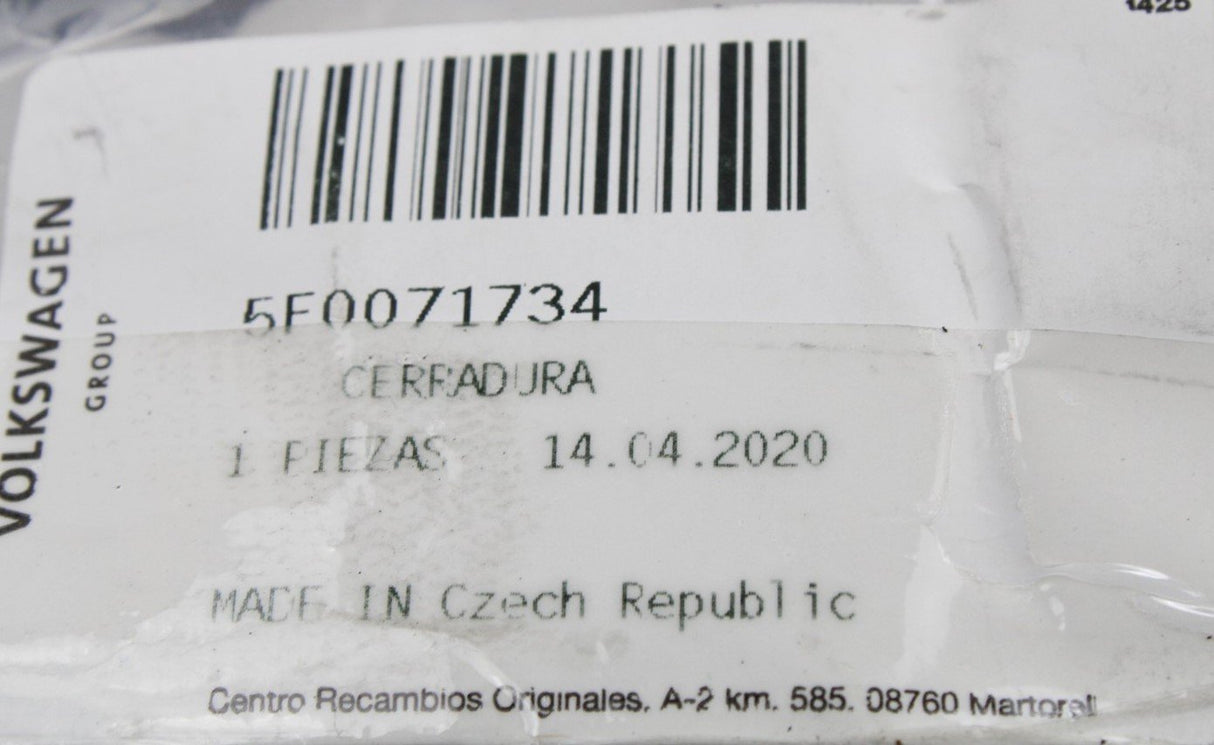 1425
VOLKSWAGEN
GROUP
5F0071734
CERRADURA
1 PIEZAS 14.04.2020
MADE IN Czech Republic
Centro Recambios Originales, A-2 km. 585. 08760 Martorell